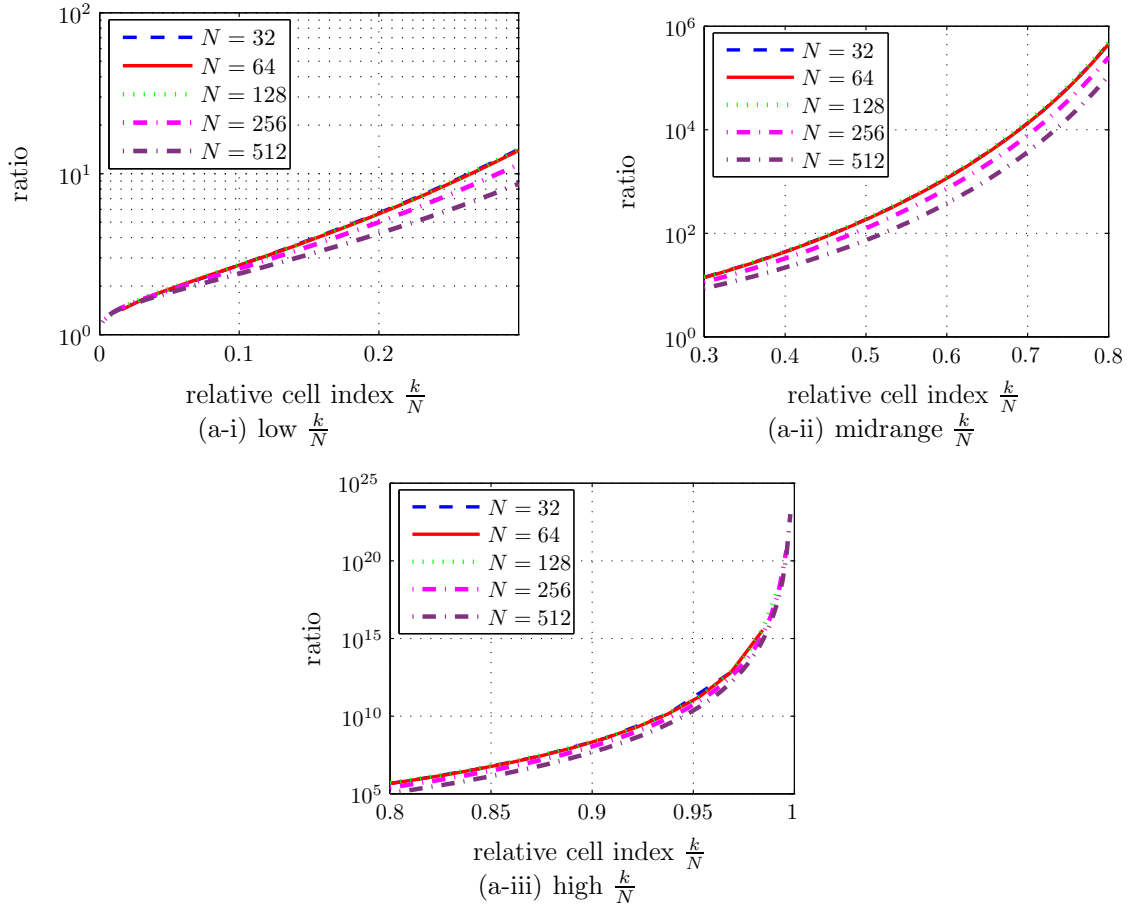 10^2
10^1
10^0
ratio
N = 32
N = 64
N = 128
N = 256
N = 512
0 0.1 0.2
relative cell index k/N
(a-i) low k/N
10^6
10^4
10^2
10^0
ratio
N = 32
N = 64
N = 128
N = 256
N = 512
0.3 0.4 0.5 0.6 0.7 0.8
relative cell index k/N
(a-ii) midrange k/N
10^25
10^20
10^15
10^10
10^5
ratio
N = 32
N = 64
N = 128
N = 256
N = 512
0.8 0.85 0.9 0.95 1
relative cell index k/N
(a-iii) high k/N